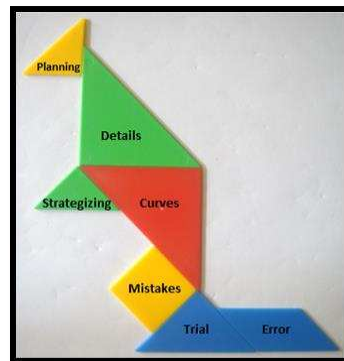 Planning
Details
Strategizing
Curves
Mistakes
Trial
Error